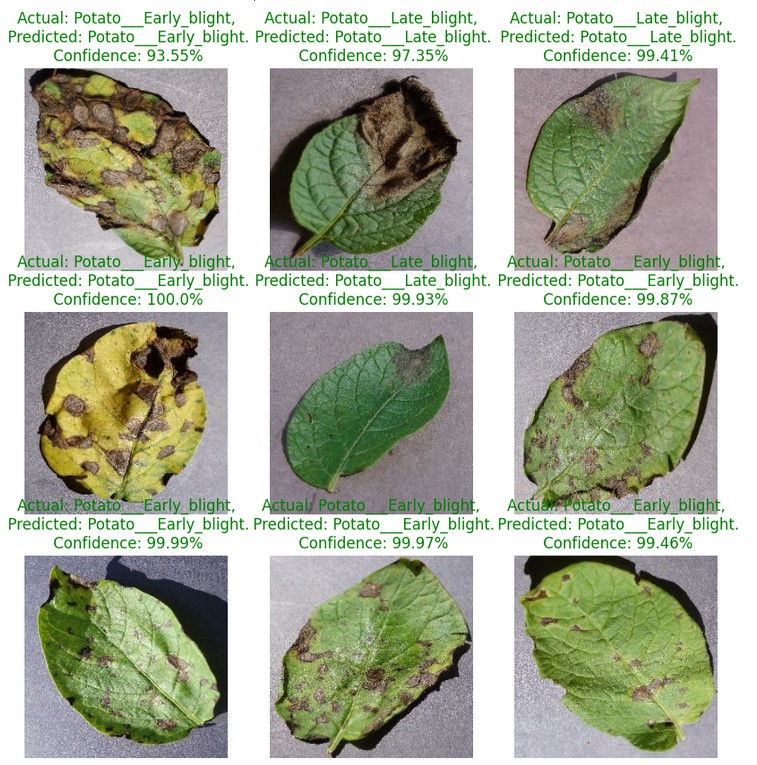 Actual: Potato___Early_blight,
Predicted: Potato___Early_blight.
Confidence: 93.55%
Actual: Potato___Late_blight,
Predicted: Potato___Late_blight.
Confidence: 97.35%
Actual: Potato___Late_blight,
Predicted: Potato___Late_blight.
Confidence: 99.41%
Actual: Potato___Early_blight,
Predicted: Potato___Early_blight.
Confidence: 100.0%
Actual: Potato___Late_blight,
Predicted: Potato___Late_blight.
Confidence: 99.93%
Actual: Potato___Early_blight,
Predicted: Potato___Early_blight.
Confidence: 99.87%
Actual: Potato___Early_blight,
Predicted: Potato___Early_blight.
Confidence: 99.99%
Actual: Potato___Early_blight,
Predicted: Potato___Early_blight.
Confidence: 99.97%
Actual: Potato___Early_blight,
Predicted: Potato___Early_blight.
Confidence: 99.46%